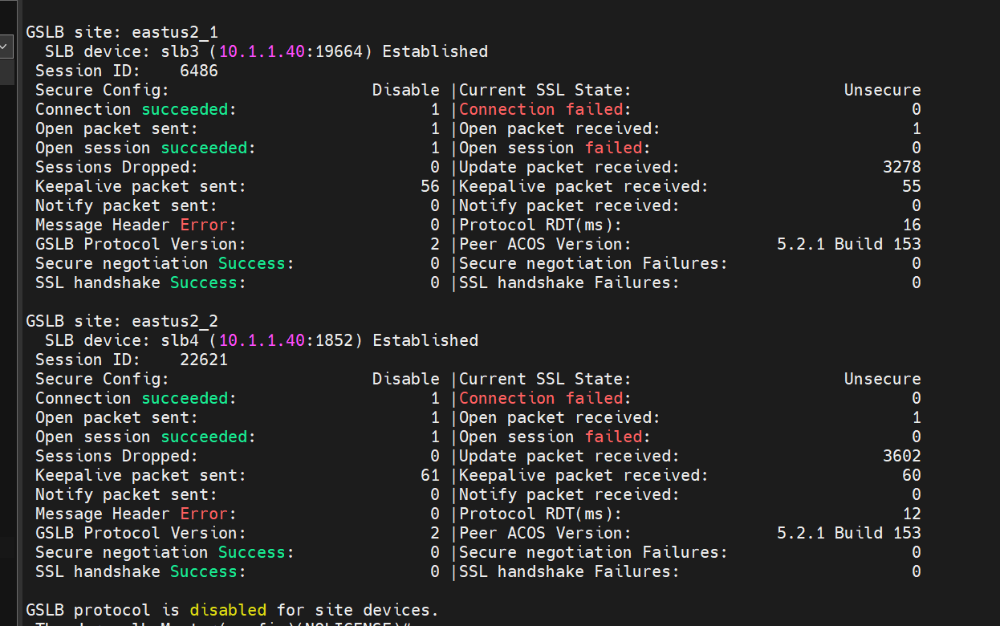 GSLB site: eastus2_1
SLB device: slb3 (10.1.1.40:19664) Established
Session ID: 6486
Secure Config: Disable |Current SSL State: Unsecure
Connection succeeded: 1 |Connection failed: 0
Open packet sent: 1 |Open packet received: 1
Open session succeeded: 1 |Open session failed: 0
Sessions Dropped: 0 |Update packet received: 3278
Keepalive packet sent: 56 |Keepalive packet received: 55
Notify packet sent: 0 |Notify packet received: 0
Message Header Error: 0 |Protocol RDT(ms): 16
GSLB Protocol Version: 2 |Peer ACOS Version: 5.2.1 Build 153
Secure negotiation Success: 0 |Secure negotiation Failures: 0
SSL handshake Success: 0 |SSL handshake Failures: 0
GSLB site: eastus2_2
SLB device: slb4 (10.1.1.40:1852) Established
Session ID: 22621
Secure Config: Disable |Current SSL State: Unsecure
Connection succeeded: 1 |Connection failed: 0
Open packet sent: 1 |Open packet received: 1
Open session succeeded: 1 |Open session failed: 0
Sessions Dropped: 0 |Update packet received: 3602
Keepalive packet sent: 61 |Keepalive packet received: 60
Notify packet sent: 0 |Notify packet received: 0
Message Header Error: 0 |Protocol RDT(ms): 12
GSLB Protocol Version: 2 |Peer ACOS Version: 5.2.1 Build 153
Secure negotiation Success: 0 |Secure negotiation Failures: 0
SSL handshake Success: 0 |SSL handshake Failures: 0
GSLB protocol is disabled for site devices.